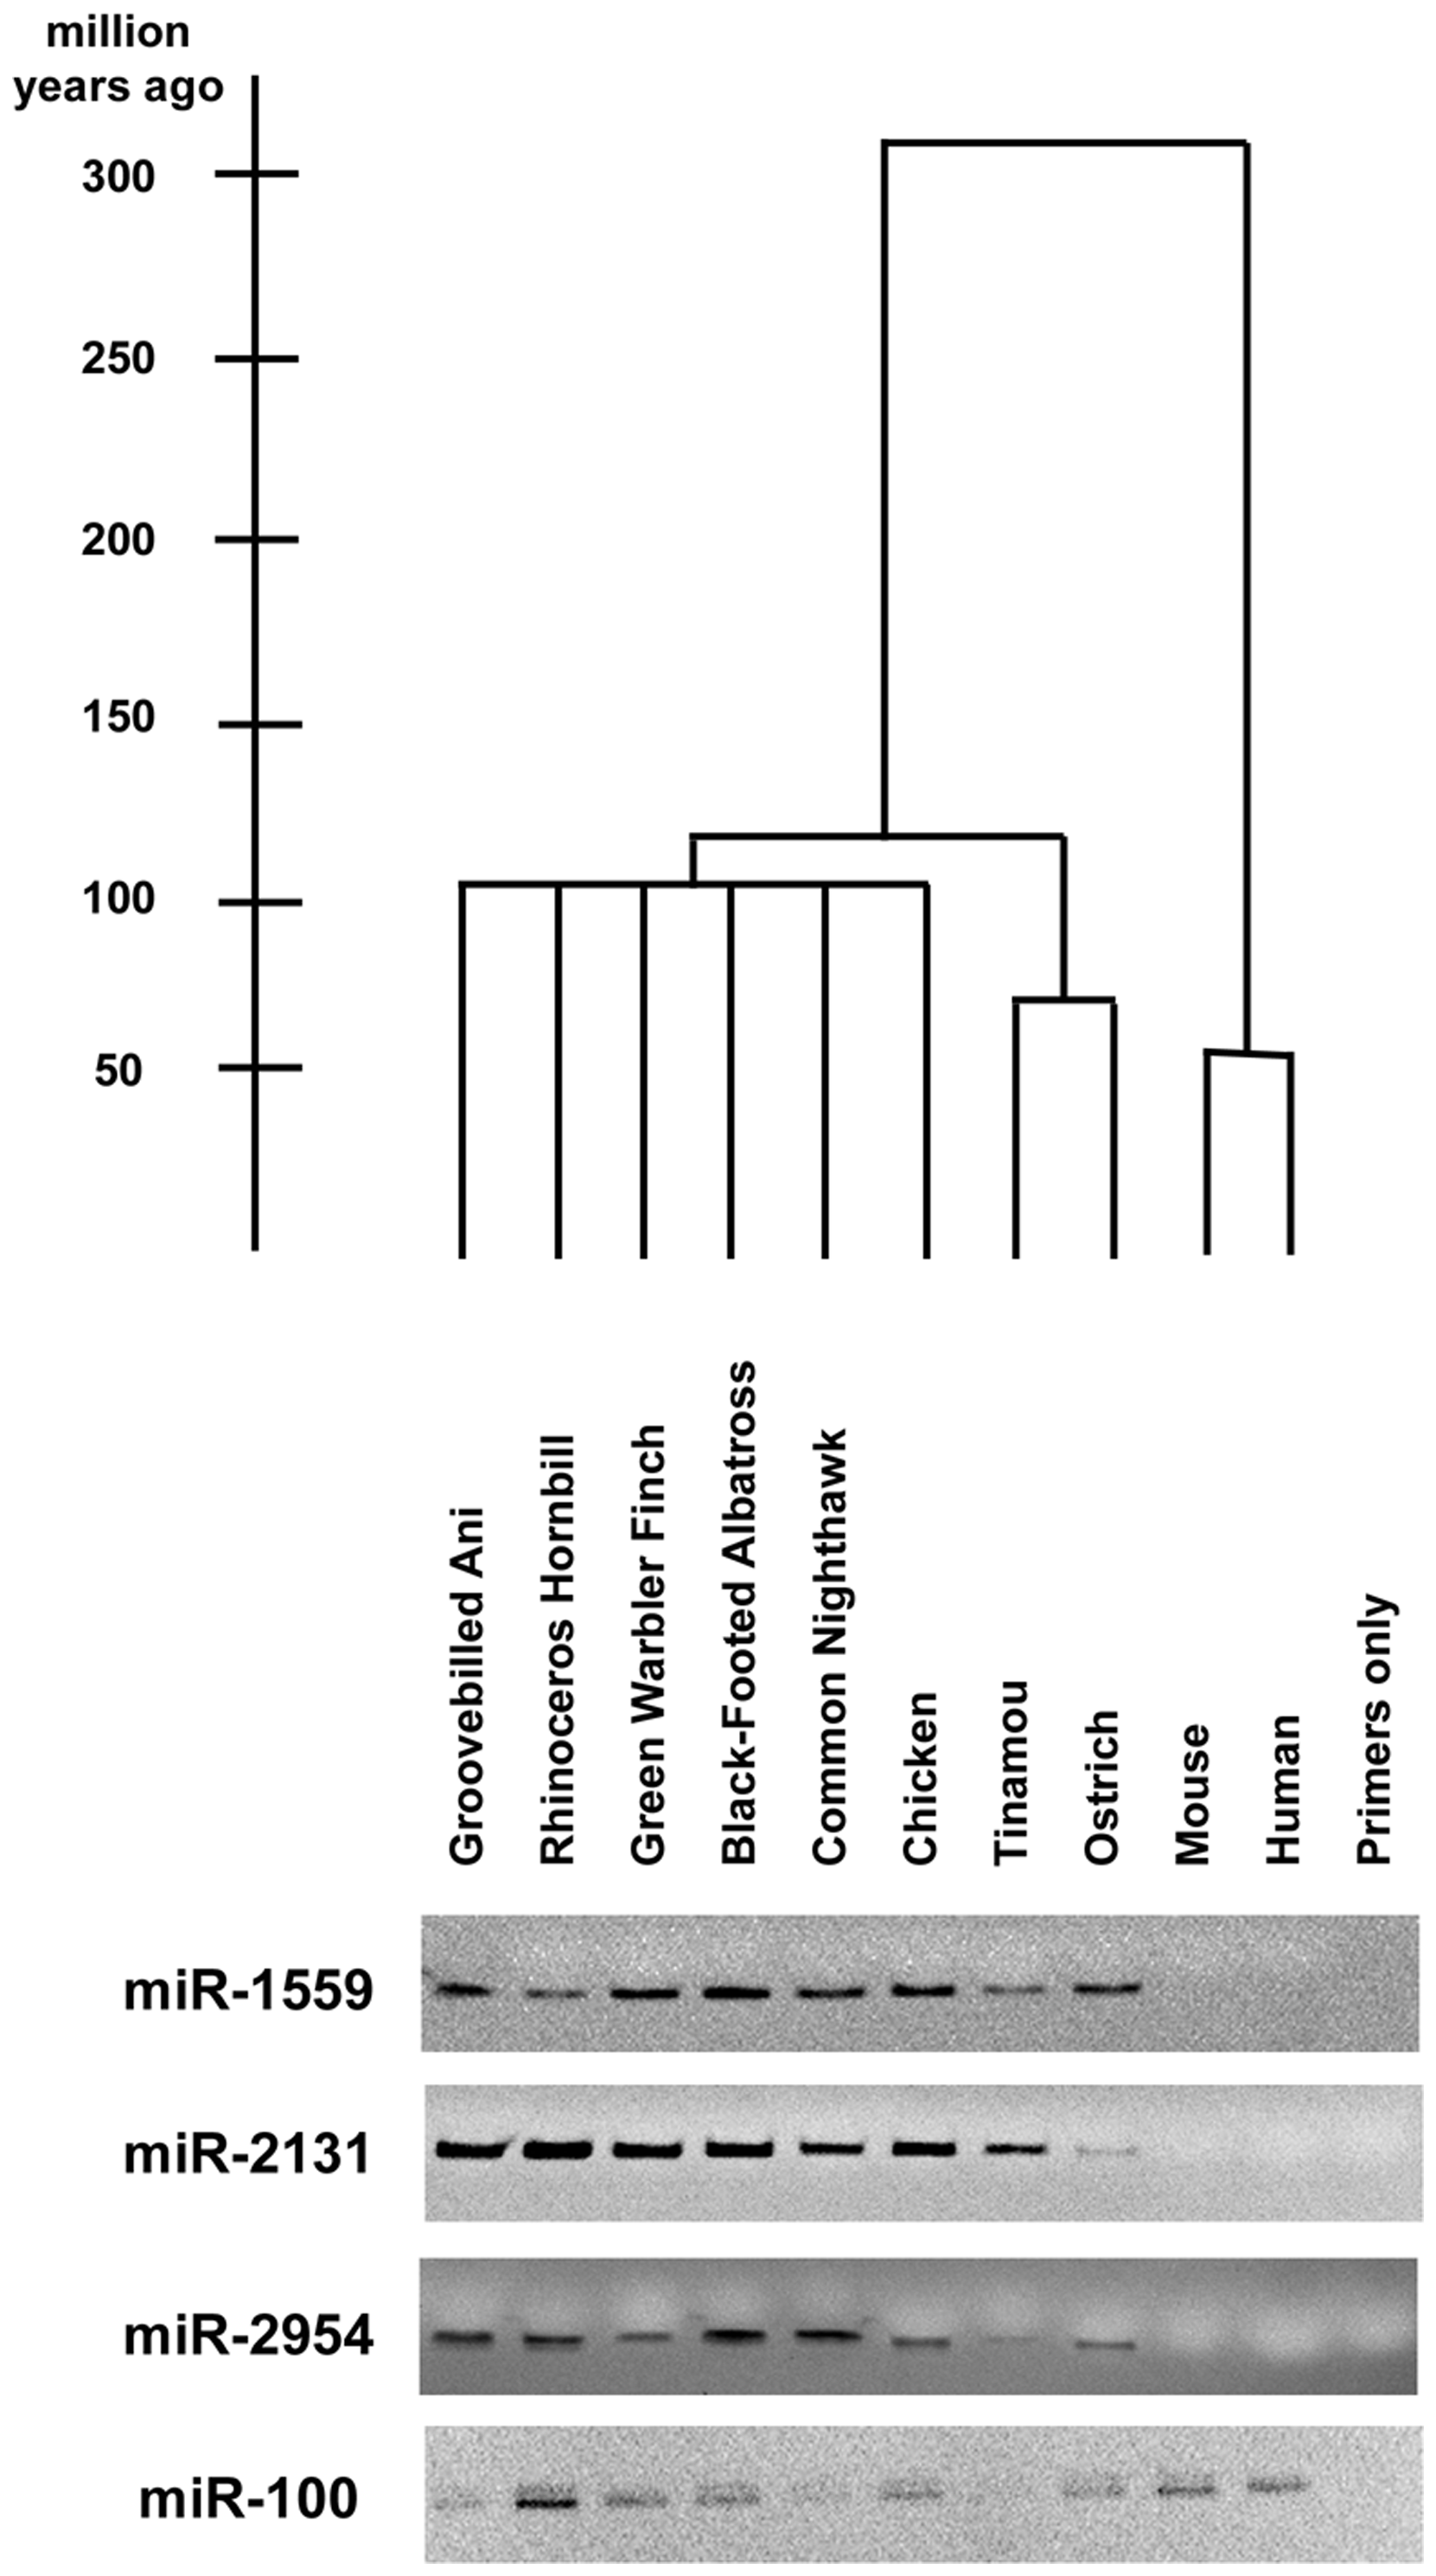 million
years ago
300
250
200
150
100
50
Groovebilled Ani
Rhinoceros Hornbill
Green Warbler Finch
Black-Footed Albatross
Common Nighthawk
Chicken
Tinamou
Ostrich
Mouse
Human
Primers only
miR-1559
miR-2131
miR-2954
miR-100